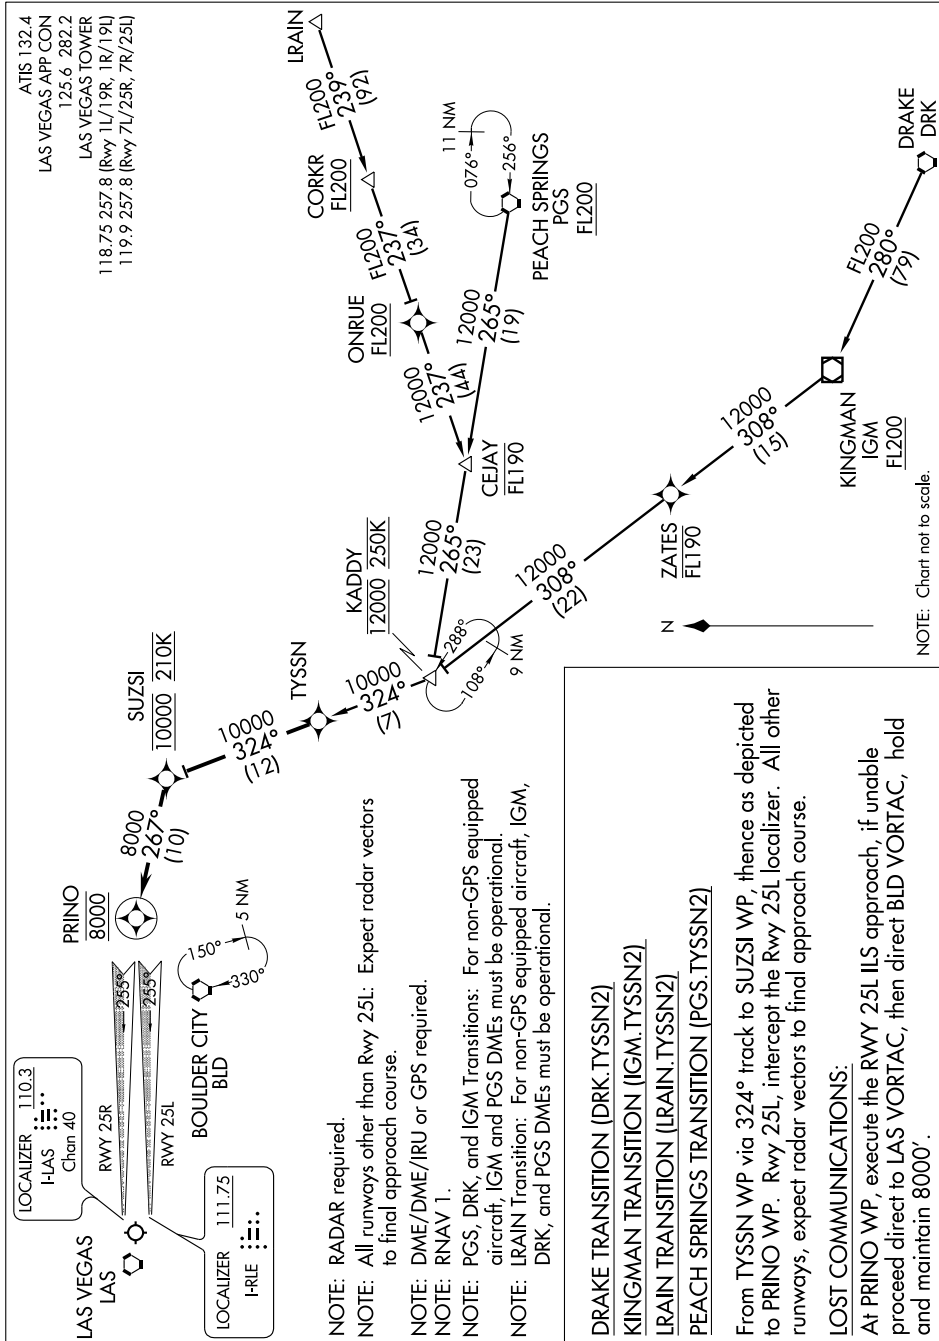 ATIS 132.4
LAS VEGAS APP CON
125.6 282.2
LAS VEGAS TOWER
118.75 257.8 (Rwy 1L/19R, 1R/19L)
119.9 257.8 (Rwy 7L/25R, 7R/25L)
LOCALIZER 110.3
I-LAS
Chan 40
LAS VEGAS
LAS
RWY 25R
255°
RWY 25L
255°
LOCALIZER 111.75
I-RLE
BOULDER CITY
BLD
150°
330°
5 NM
PRINO
8000
8000
267°
(10)
SUZSI
10000 210K
10000
324°
(12)
TYSSN
10000
324°
(7)
KADDY
12000 250K
288°
108°
9 NM
12000
265°
(23)
CEJAY
FL190
12000
237°
(44)
ONRUE
FL200
FL200
237°
(34)
CORKR
FL200
FL200
239°
(92)
LRAIN
12000
265°
(19)
PEACH SPRINGS
PGS
FL200
076°
256°
11 NM
12000
308°
(22)
ZATES
FL190
12000
308°
(15)
KINGMAN
IGM
FL200
FL200
280°
(79)
DRAKE
DRK
N
NOTE: Chart not to scale.
NOTE: RADAR required.
NOTE: All runways other than Rwy 25L: Expect radar vectors
to final approach course.
NOTE: DME/DME/IRU or GPS required.
NOTE: RNAV 1.
NOTE: PGS, DRK, and IGM Transitions: For non-GPS equipped
aircraft, IGM and PGS DMEs must be operational.
NOTE: LRAIN Transition: For non-GPS equipped aircraft, IGM,
DRK, and PGS DMEs must be operational.
DRAKE TRANSITION (DRK.TYSSN2)
KINGMAN TRANSITION (IGM.TYSSN2)
LRAIN TRANSITION (LRAIN.TYSSN2)
PEACH SPRINGS TRANSITION (PGS.TYSSN2)
From TYSSN WP via 324° track to SUZSI WP, thence as depicted
to PRINO WP. Rwy 25L, intercept the Rwy 25L localizer. All other
runways, expect radar vectors to final approach course.
LOST COMMUNICATIONS:
At PRINO WP, execute the RWY 25L ILS approach, if unable
proceed direct to LAS VORTAC, then direct BLD VORTAC, hold
and maintain 8000'.